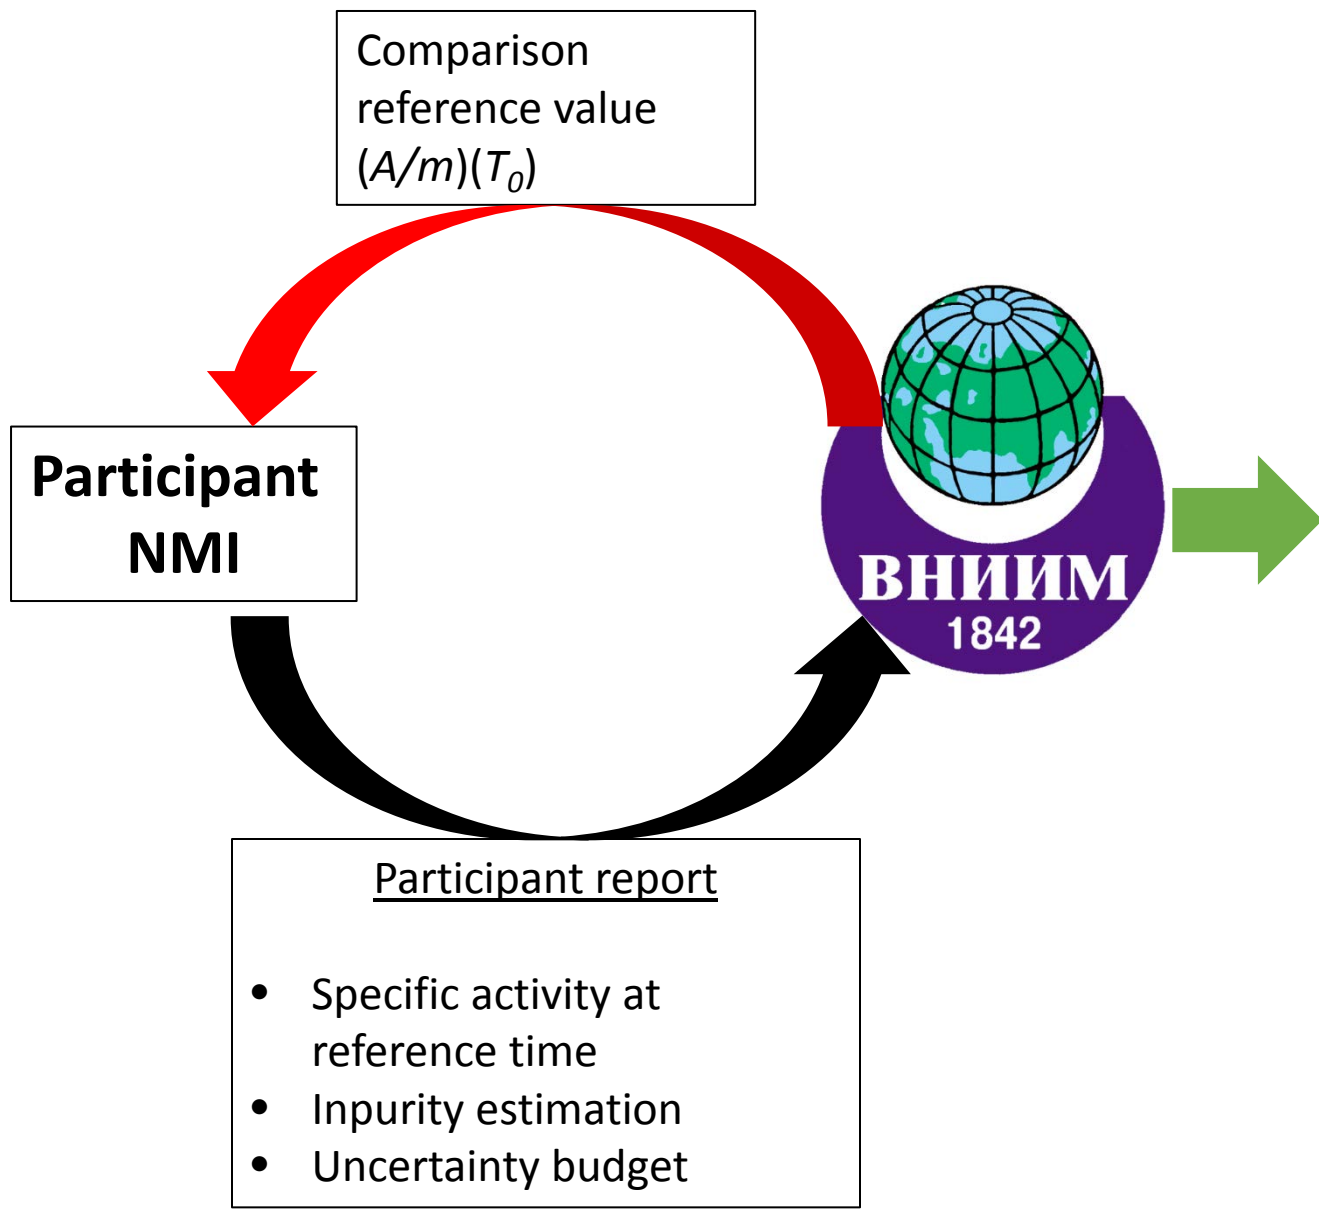 Comparison
reference value
(A/m)(T₀)
Participant
NMI
ВНИИМ
1842
Participant report
• Specific activity at
reference time
• Inpurity estimation
• Uncertainty budget